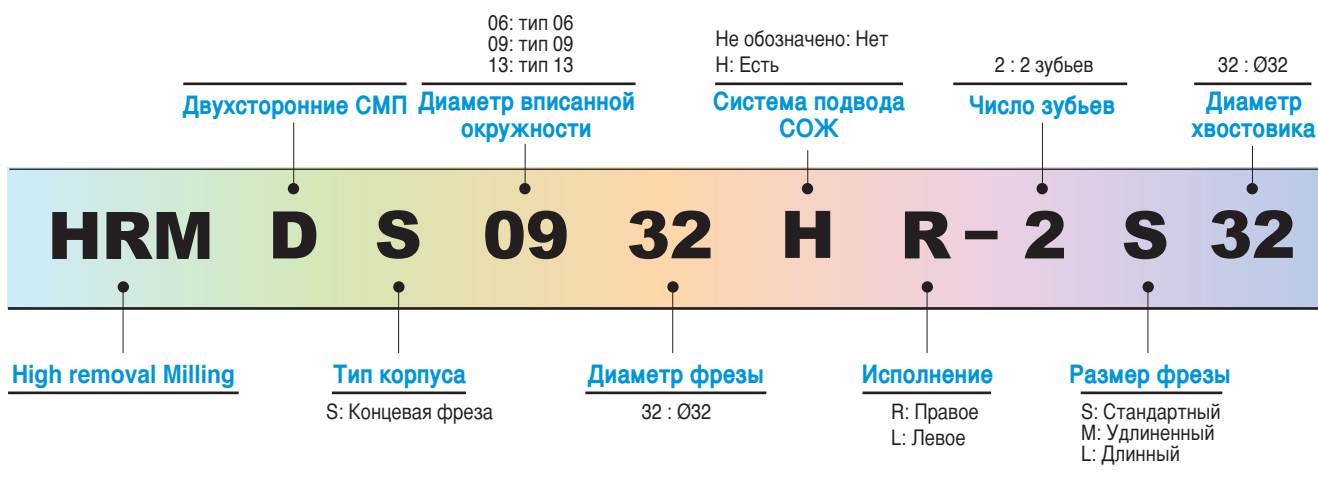 06: тип 06
09: тип 09
13: тип 13
Не обозначено: Нет
H: Есть
2 : 2 зубьев
32 : Ø32
Двухсторонние СМП
Диаметр вписанной
окружности
Система подвода
СОЖ
Число зубьев
Диаметр
хвостовика
HRM D S 09 32 H R - 2 S 32
High removal Milling
Тип корпуса
S: Концевая фреза
Диаметр фрезы
32 : Ø32
Исполнение
R: Правое
L: Левое
Размер фрезы
S: Стандартный
M: Удлиненный
L: Длинный